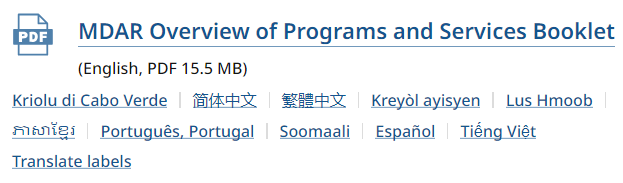 PDF
MDAR Overview of Programs and Services Booklet
(English, PDF 15.5 MB)
Kriolu di Cabo Verde | 简体中文 | 繁體中文 | Kreyòl ayisyen | Lus Hmoob |
ភាសាខ្មែរ | Português, Portugal | Soomaali | Español | Tiếng Việt
Translate labels